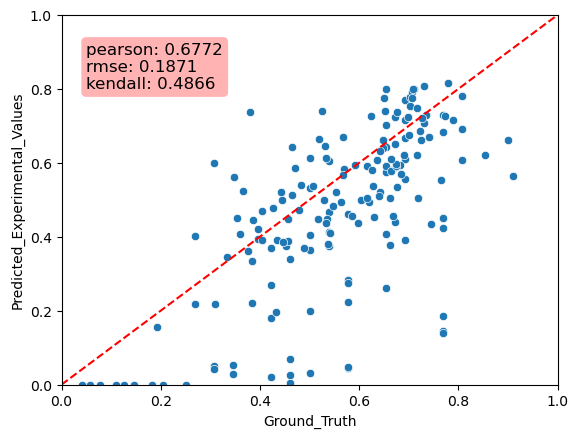 pearson: 0.6772
rmse: 0.1871
kendall: 0.4866
1.0
0.8
0.6
0.4
0.2
0.0
Predicted_Experimental_Values
0.0 0.2 0.4 0.6 0.8 1.0
Ground_Truth